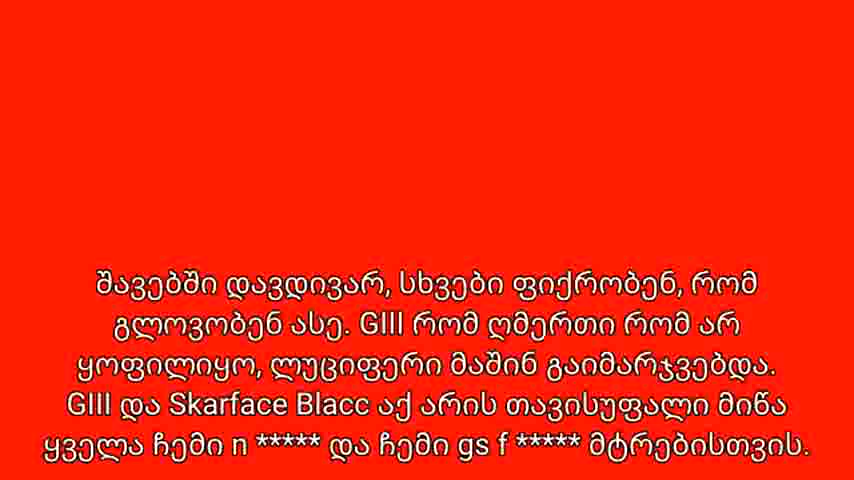 შავებში დავდივარ, სხვები ფიქრობენ, რომ
გლოვობენ ასე. GIII რომ ღმერთი რომ არ
ყოფილიყო, ლუციფერი მაშინ გაიმარჯვებდა.
GIII და Skarface Blacc აქ არის თავისუფალი მიწა
ყველა ჩემი n ***** და ჩემი gs f ***** მტრებისთვის.